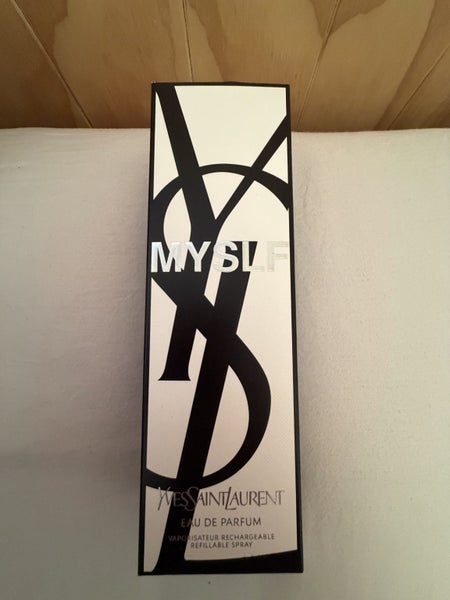 MYSLF
YVESSAINTLAURENT
EAU DE PARFUM
VAPORISATEUR RECHARGEABLE
REFILLABLE SPRAY